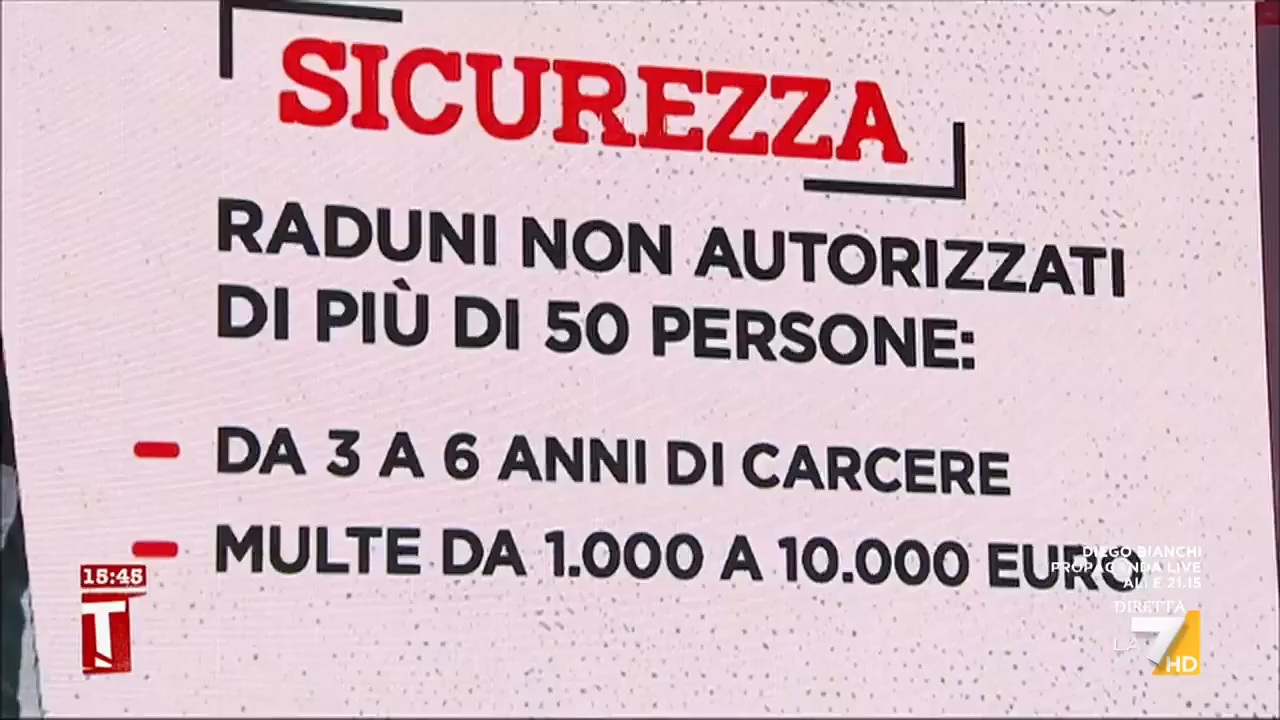 SICUREZZA
RADUNI NON AUTORIZZATI
DI PIÙ DI 50 PERSONE:
DA 3 A 6 ANNI DI CARCERE
MULTE DA 1.000 A 10.000 EURO
15:45
T
DIEGO BIANCHI
PROPAGANDA LIVE
ALLE 21.15
DIRETTA
LA7
HD